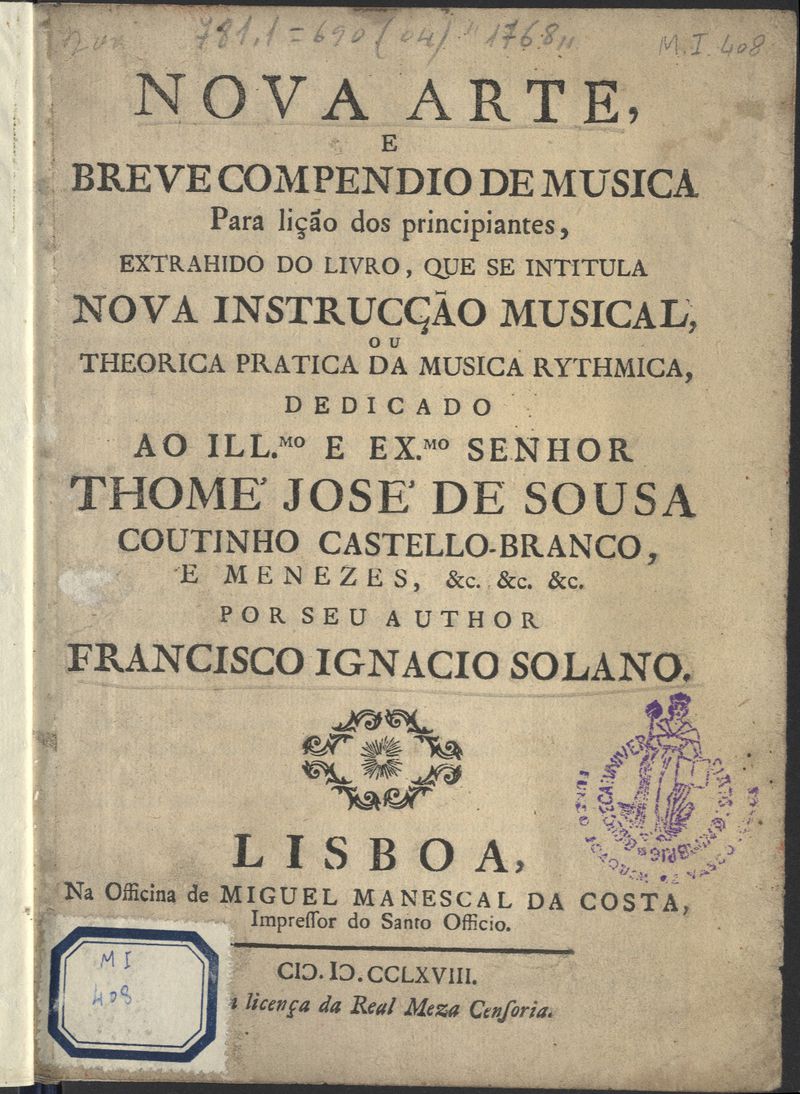 781.1=690(04)"1768"
M.I. 408
NOVA ARTE,
E
BREVE COMPENDIO DE MUSICA
Para lição dos principiantes,
EXTRAHIDO DO LIVRO, QUE SE INTITULA
NOVA INSTRUCÇÃO MUSICAL,
OU
THEORICA PRATICA DA MUSICA RYTHMICA,
DEDICADO
AO ILL.MO E EX.MO SENHOR
THOME' JOSE' DE SOUSA
COUTINHO CASTELLO-BRANCO,
E MENEZES, &c. &c. &c.
POR SEU AUTHOR
FRANCISCO IGNACIO SOLANO.
LISBOA,
Na Officina de MIGUEL MANESCAL DA COSTA,
Impreſſor do Santo Officio.
CIƆ. IƆ. CCLXVIII.
licença da Real Meza Cenſoria.
M I
408